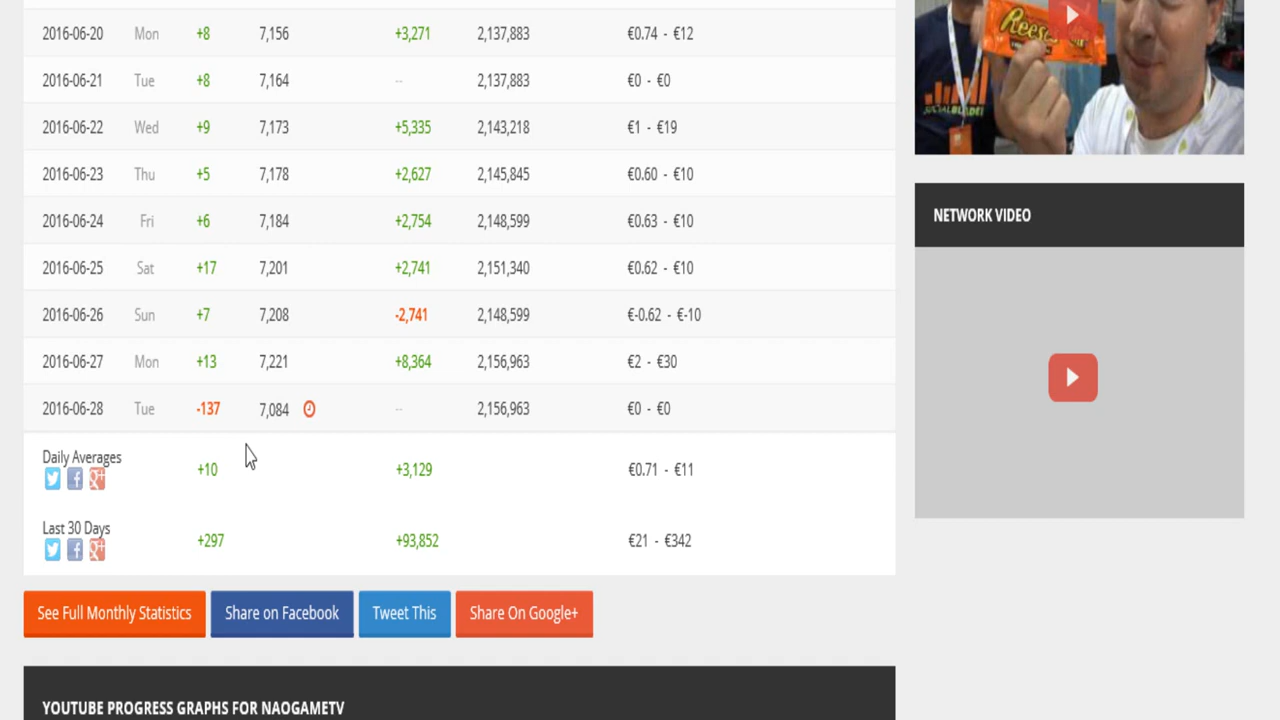 2016-06-20 Mon +8 7,156 +3,271 2,137,883 €0.74 - €12
2016-06-21 Tue +8 7,164 -- 2,137,883 €0 - €0
2016-06-22 Wed +9 7,173 +5,335 2,143,218 €1 - €19
2016-06-23 Thu +5 7,178 +2,627 2,145,845 €0.60 - €10
2016-06-24 Fri +6 7,184 +2,754 2,148,599 €0.63 - €10
2016-06-25 Sat +17 7,201 +2,741 2,151,340 €0.62 - €10
2016-06-26 Sun +7 7,208 -2,741 2,148,599 €-0.62 - €-10
2016-06-27 Mon +13 7,221 +8,364 2,156,963 €2 - €30
2016-06-28 Tue -137 7,084 -- 2,156,963 €0 - €0
Daily Averages +10 +3,129 €0.71 - €11
Last 30 Days +297 +93,852 €21 - €342
See Full Monthly Statistics
Share on Facebook
Tweet This
Share On Google+
YOUTUBE PROGRESS GRAPHS FOR NAOGAMETV
Reese's
SOCIALBLADE
NETWORK VIDEO